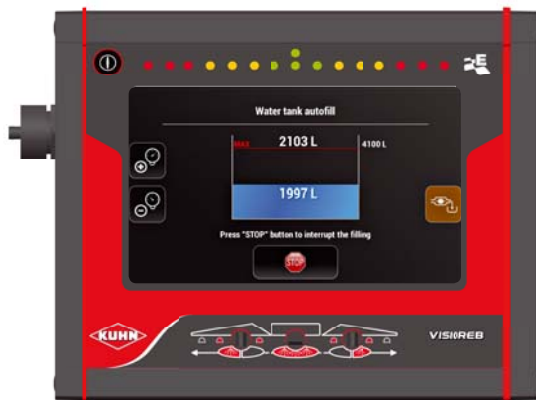 Water tank autofill
MAX
2103 L
4100 L
1997 L
Press "STOP" button to interrupt the filling
STOP
KUHN
VISIOREB